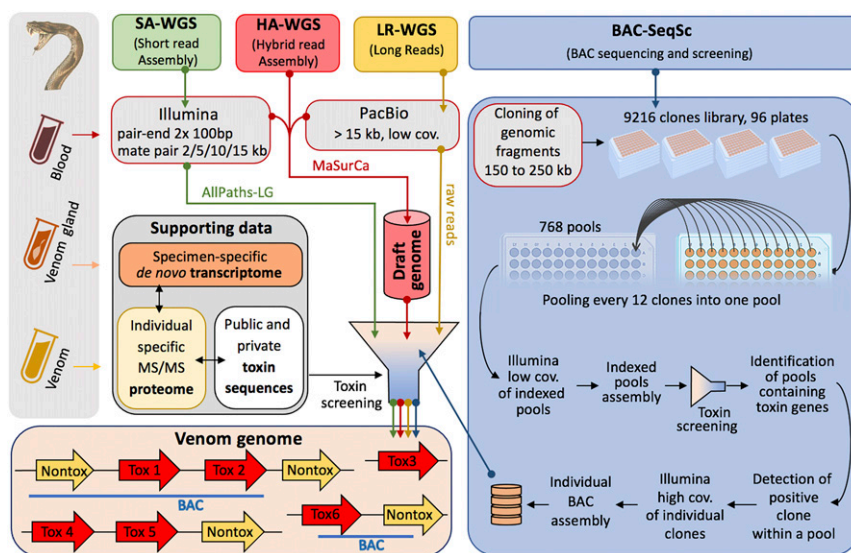 SA-WGS
(Short read
Assembly)
HA-WGS
(Hybrid read
Assembly)
LR-WGS
(Long Reads)
BAC-SeqSc
(BAC sequencing and screening)
Blood
Venom gland
Venom
Illumina
pair-end 2x 100bp
mate pair 2/5/10/15 kb
PacBio
> 15 kb, low cov.
MaSurCa
AllPaths-LG
raw reads
Draft
genome
Supporting data
Specimen-specific
de novo transcriptome
Individual
specific
MS/MS
proteome
Public and
private
toxin
sequences
Toxin
screening
Cloning of
genomic
fragments
150 to 250 kb
9216 clones library, 96 plates
768 pools
Pooling every 12 clones into one pool
Illumina
low cov.
of indexed
pools
Indexed
pools
assembly
Toxin
screening
Identification
of pools
containing
toxin genes
Detection of
positive
clone
within a pool
Illumina
high cov.
of individual
clones
Individual
BAC
assembly
Venom genome
Nontox
Tox 1
Tox 2
Nontox
Tox3
BAC
Tox 4
Tox 5
Nontox
Tox6
Nontox
BAC